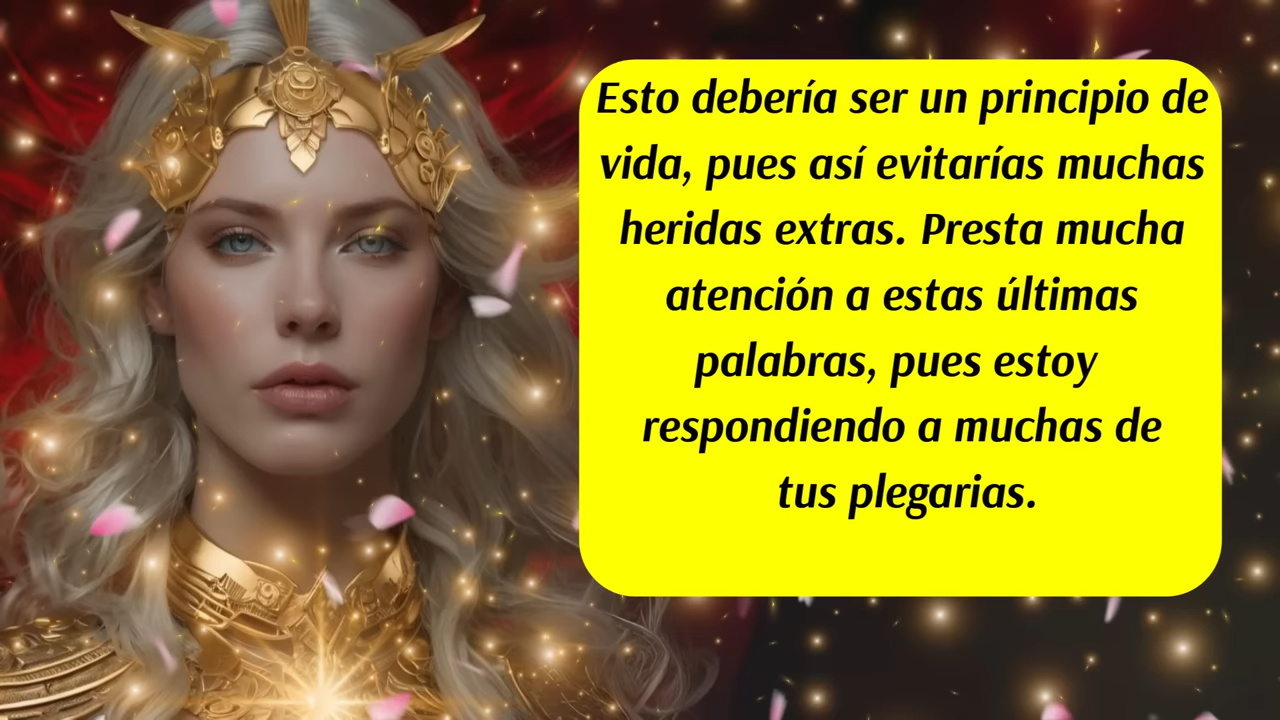 Esto debería ser un principio de
vida, pues así evitarías muchas
heridas extras. Presta mucha
atención a estas últimas
palabras, pues estoy
respondiendo a muchas de
tus plegarias.